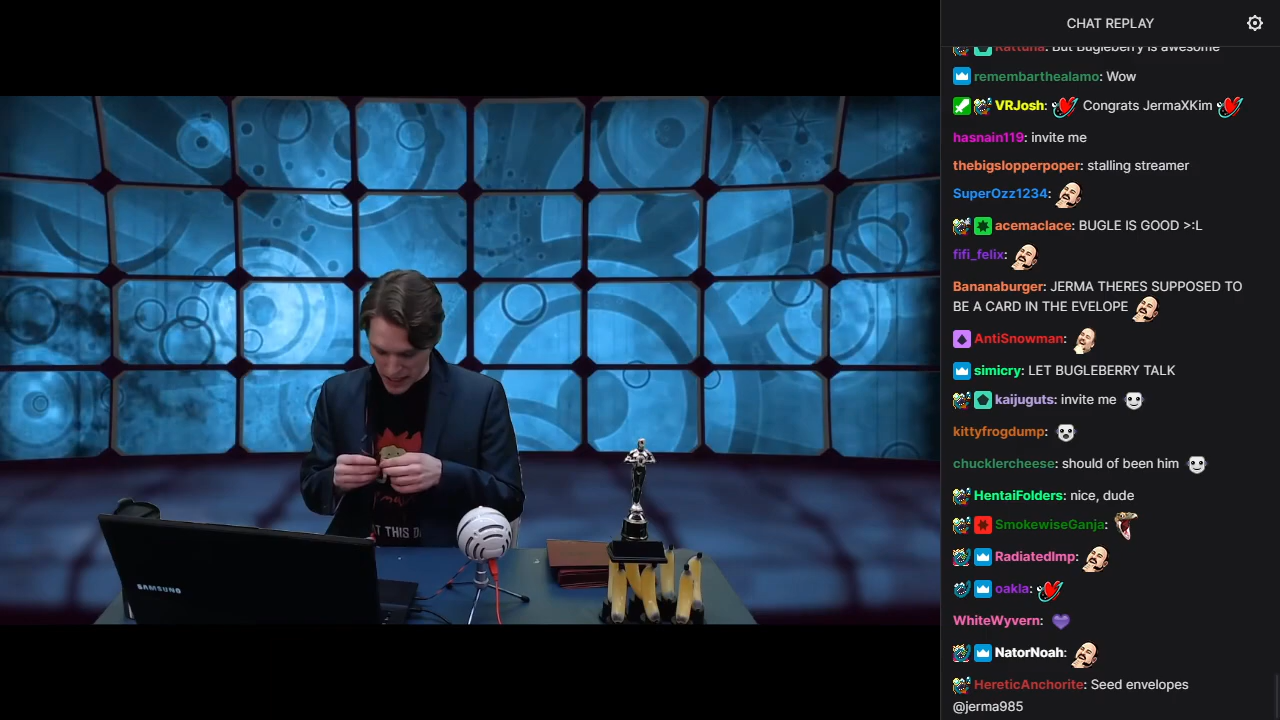 CHAT REPLAY
Rattuna: But Bugleberry is awesome
remembarthealamo: Wow
VRJosh: Congrats JermaXKim
hasnain119: invite me
thebigslopperpoper: stalling streamer
SuperOzz1234:
acemaclace: BUGLE IS GOOD >:L
fifi_felix:
Bananaburger: JERMA THERES SUPPOSED TO
BE A CARD IN THE EVELOPE
AntiSnowman:
simicry: LET BUGLEBERRY TALK
kaijuguts: invite me
kittyfrogdump:
chucklercheese: should of been him
HentaiFolders: nice, dude
SmokewiseGanja:
RadiatedImp:
oakla:
WhiteWyvern:
NatorNoah:
HereticAnchorite: Seed envelopes
@jerma985
SAMSUNG